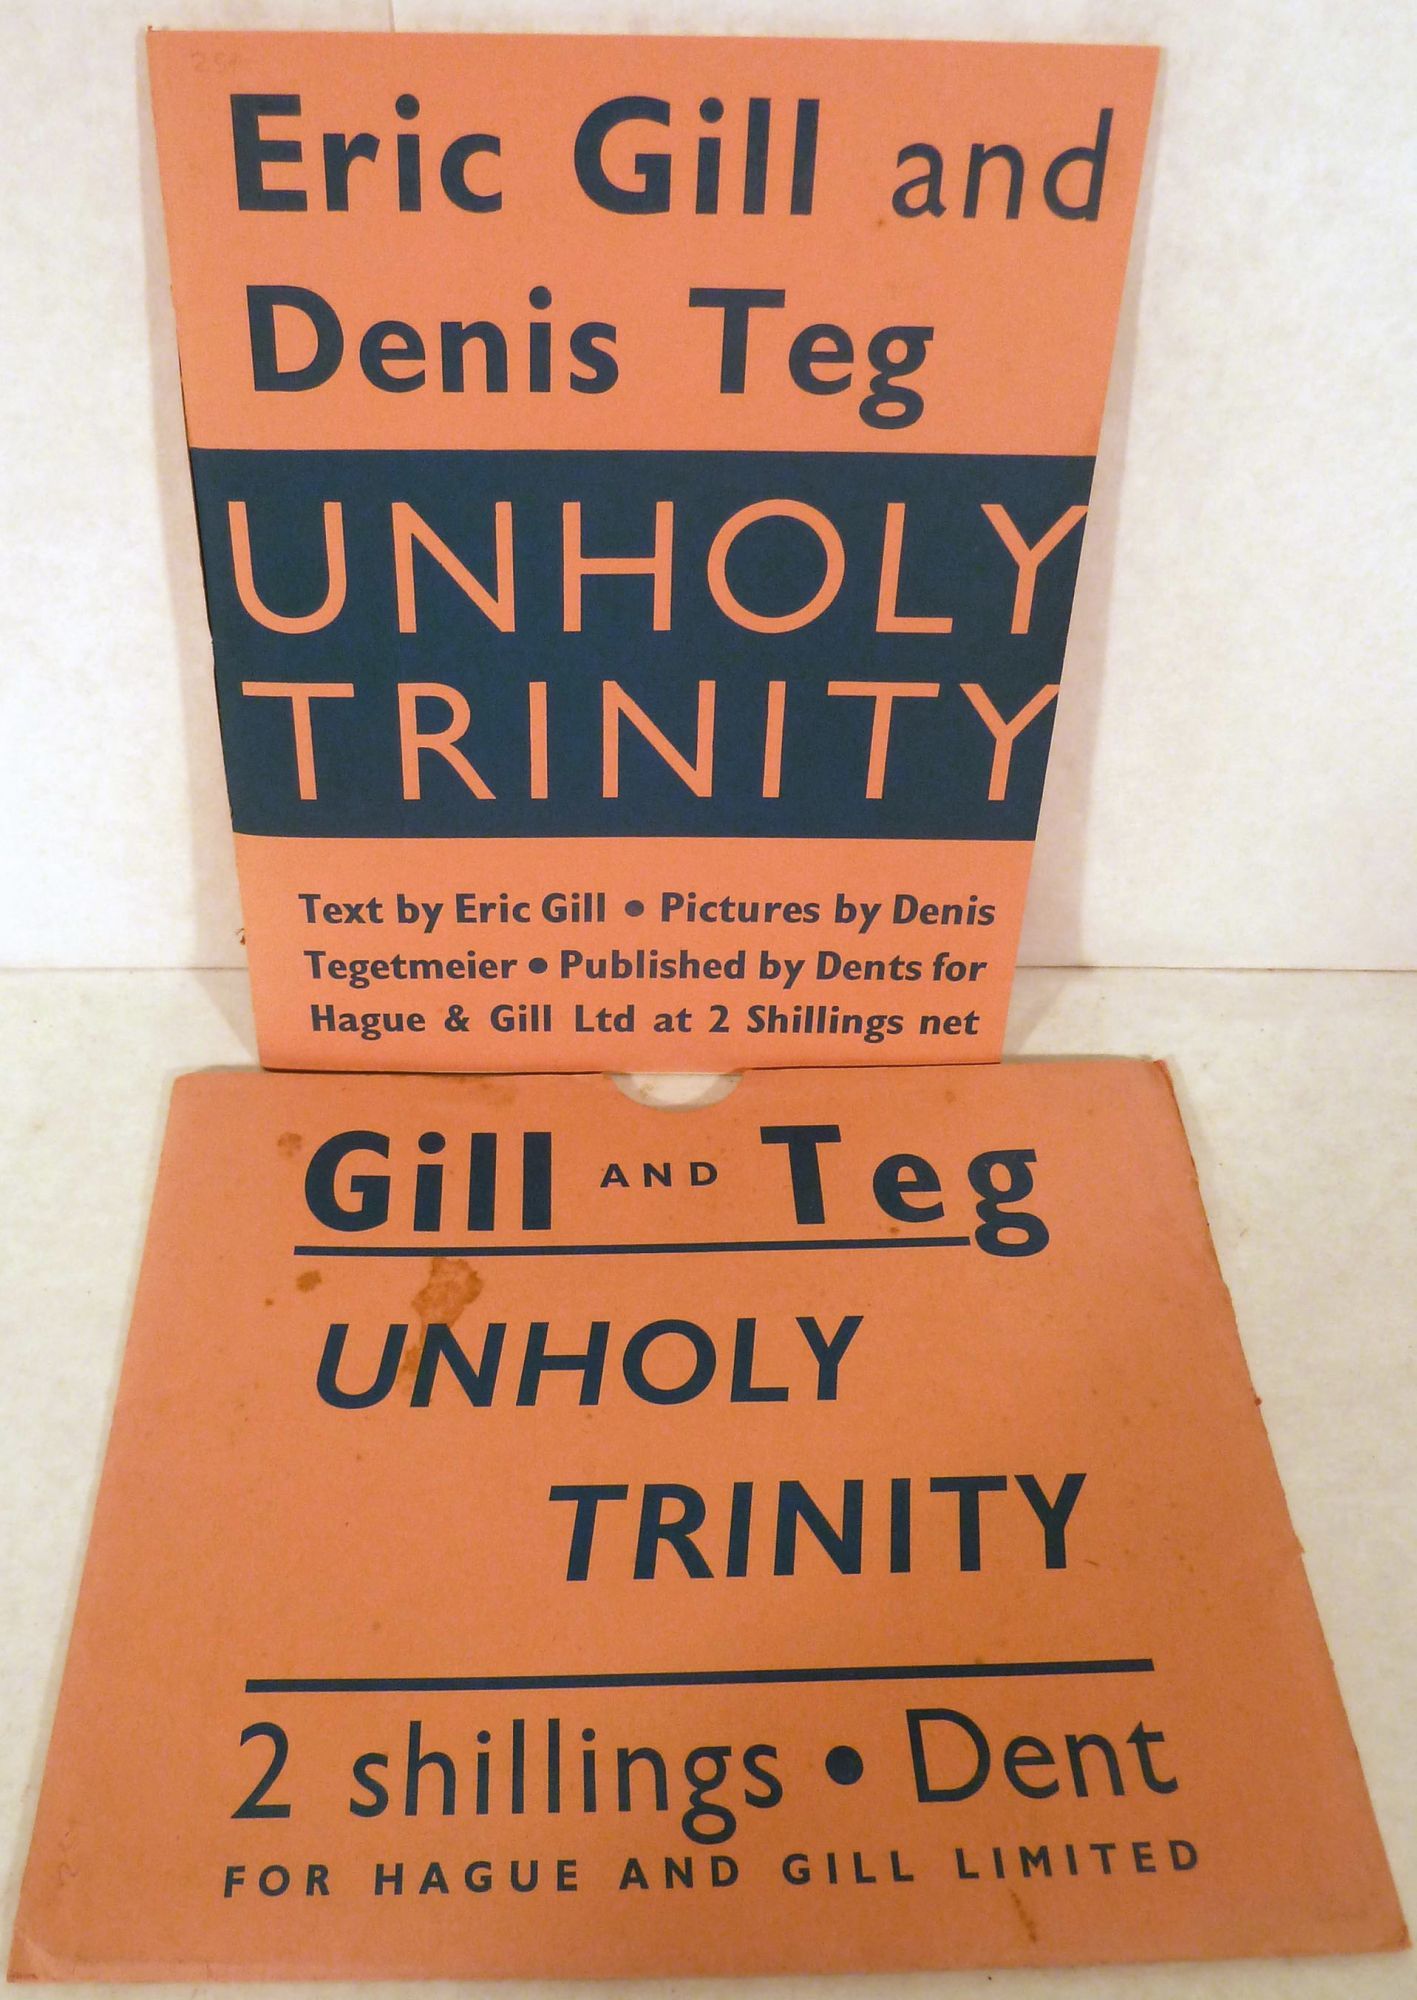 Eric Gill and
Denis Teg
UNHOLY
TRINITY
Text by Eric Gill • Pictures by Denis
Tegetmeier • Published by Dents for
Hague & Gill Ltd at 2 Shillings net
Gill AND Teg
UNHOLY
TRINITY
2 shillings • Dent
FOR HAGUE AND GILL LIMITED